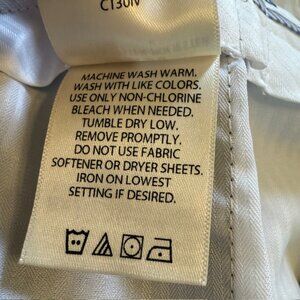 CT30IV
MACHINE WASH WARM.
WASH WITH LIKE COLORS.
USE ONLY NON-CHLORINE
BLEACH WHEN NEEDED.
TUMBLE DRY LOW.
REMOVE PROMPTLY.
DO NOT USE FABRIC
SOFTENER OR DRYER SHEETS.
IRON ON LOWEST
SETTING IF DESIRED.